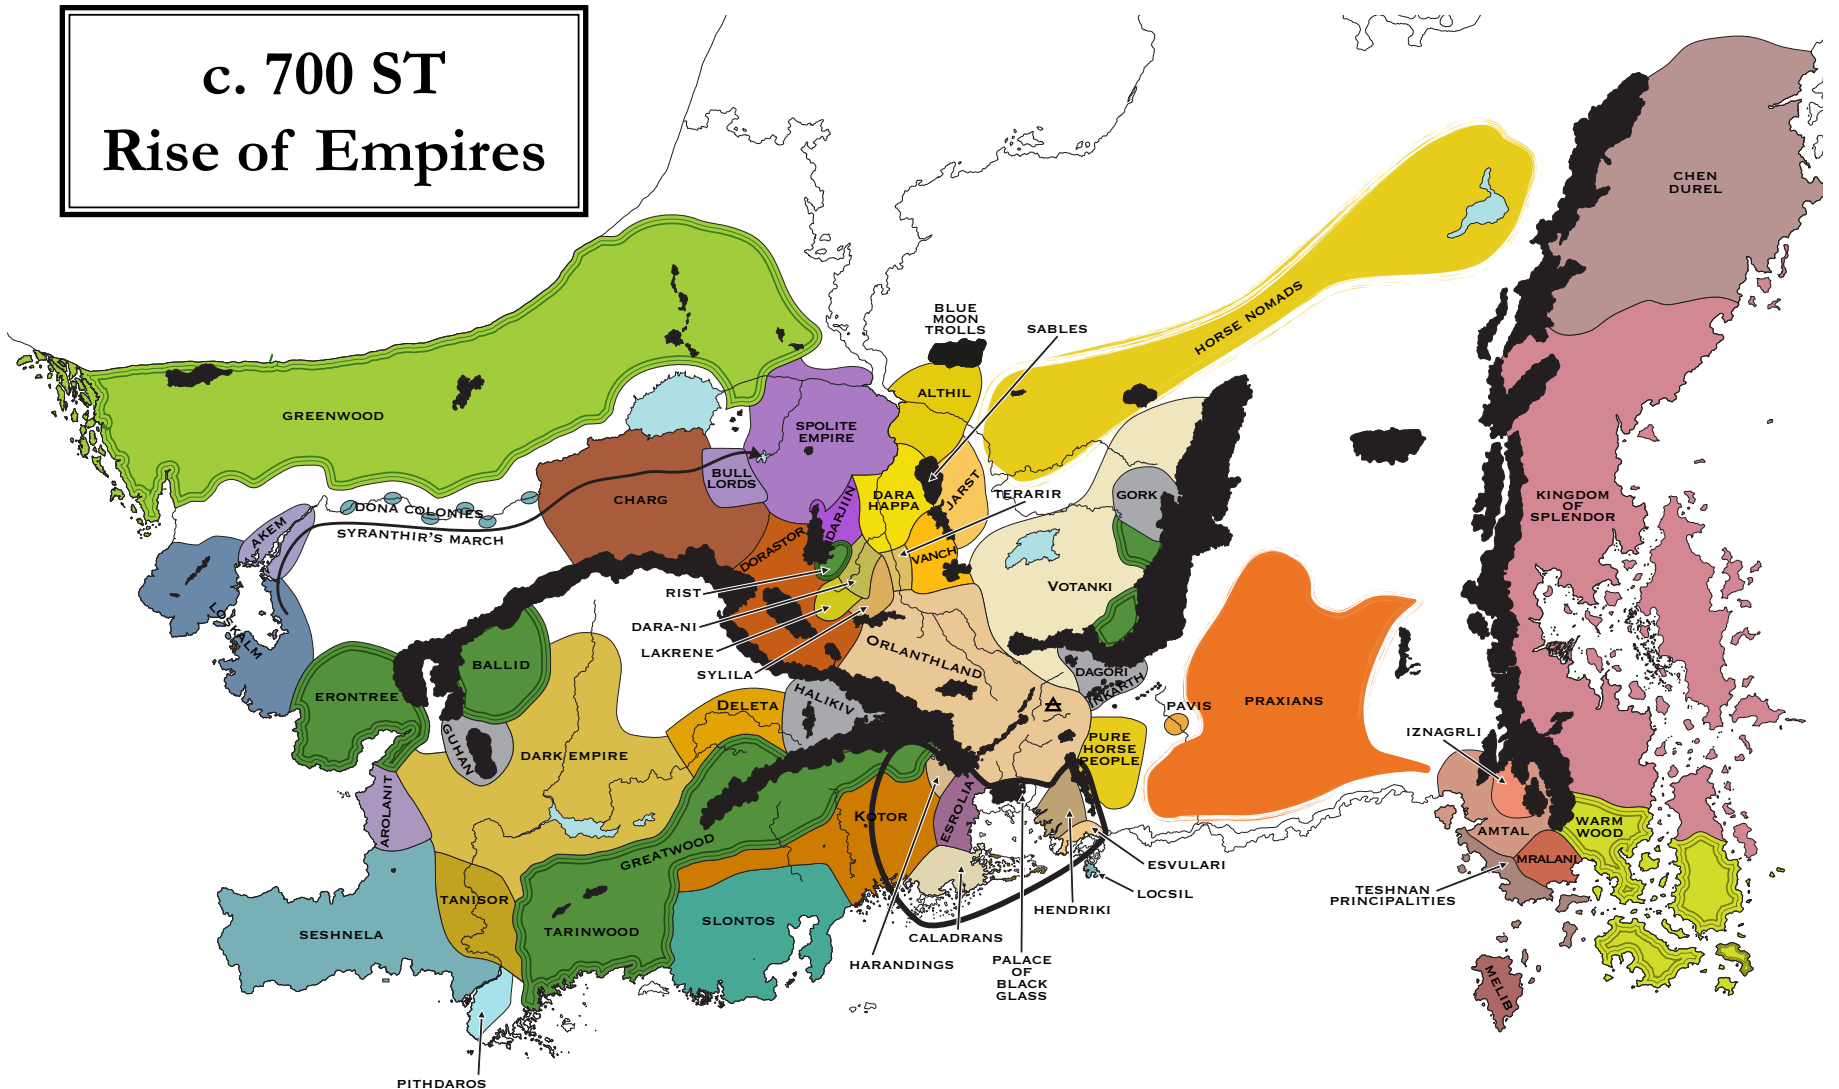 c. 700 ST
Rise of Empires
CHEN
DUREL
HORSE NOMADS
BLUE
MOON
TROLLS
SABLES
ALTHIL
GREENWOOD
SPOLITE
EMPIRE
BULL
LORDS
CHARG
DARA
HAPPA
JARST
TERARIR
GORK
KINGDOM
OF
SPLENDOR
DONA COLONIES
SYRANTHIR'S MARCH
AKEM
DARJIIN
DORASTOR
VANCH
VOTANKI
RIST
DARA-NI
LAKRENE
SYLILA
LOSKALM
BALLID
ERONTREE
ORLANTHLAND
DAGORI
INKARTH
HALIKIV
DELETA
PAVIS
PRAXIANS
IZNAGRLI
PURE
HORSE
PEOPLE
GUHAN
DARK EMPIRE
AROLANIT
KOTOR
ESROLIA
GREATWOOD
AMTAL
WARM
WOOD
MRALANI
ESVULARI
LOCSIL
TESHNAN
PRINCIPALITIES
TANISOR
HENDRIKI
SESHNELA
TARINWOOD
SLONTOS
CALADRANS
HARANDINGS
PALACE
OF
BLACK
GLASS
MELIB
PITHDAROS